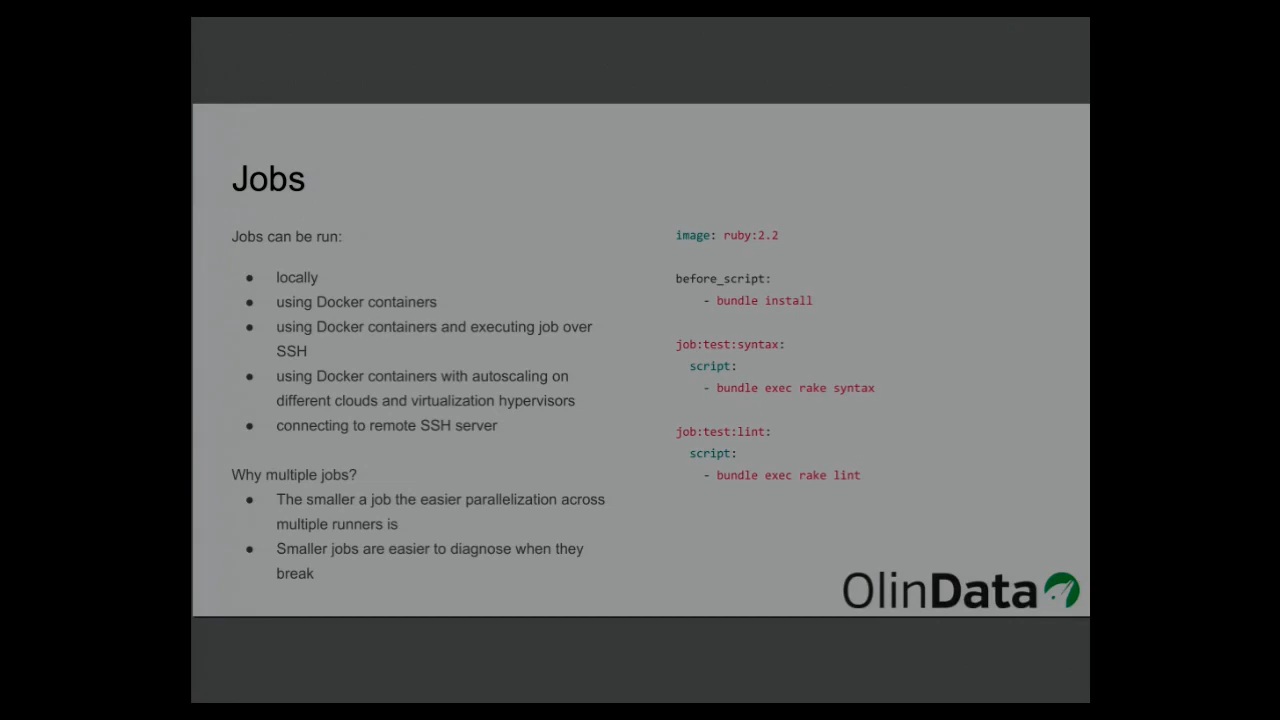 Jobs
Jobs can be run:
● locally
● using Docker containers
● using Docker containers and executing job over
SSH
● using Docker containers with autoscaling on
different clouds and virtualization hypervisors
● connecting to remote SSH server
Why multiple jobs?
● The smaller a job the easier parallelization across
multiple runners is
● Smaller jobs are easier to diagnose when they
break
image: ruby:2.2
before_script:
- bundle install
job:test:syntax:
script:
- bundle exec rake syntax
job:test:lint:
script:
- bundle exec rake lint
OlinData